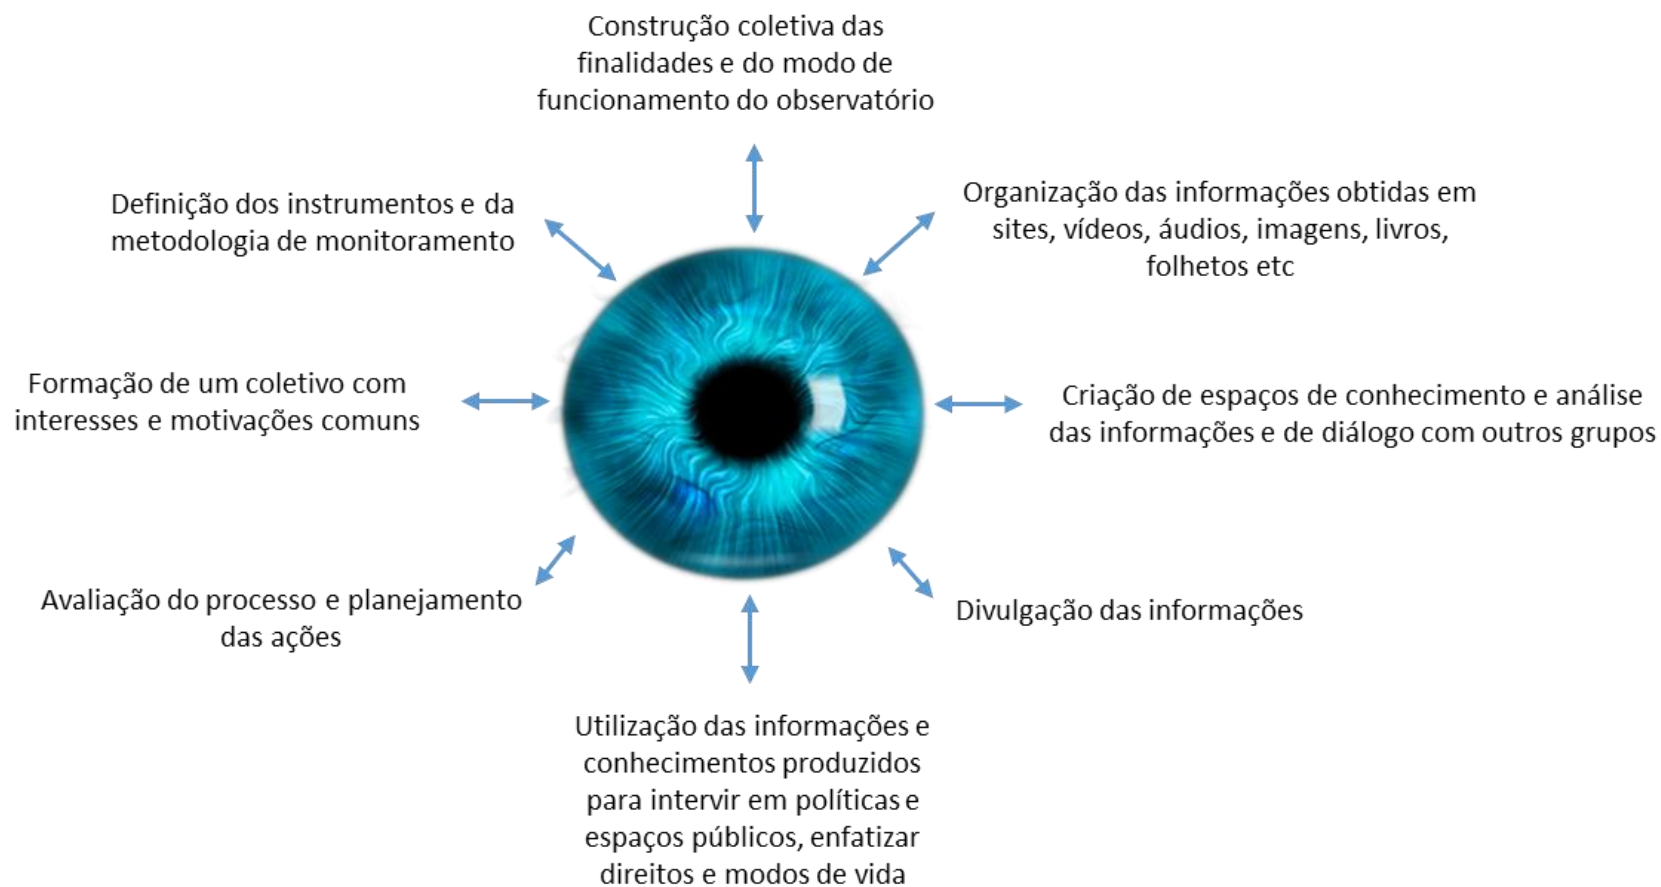 Construção coletiva das
finalidades e do modo de
funcionamento do observatório
Definição dos instrumentos e da
metodologia de monitoramento
Organização das informações obtidas em
sites, vídeos, áudios, imagens, livros,
folhetos etc
Formação de um coletivo com
interesses e motivações comuns
Criação de espaços de conhecimento e análise
das informações e de diálogo com outros grupos
Avaliação do processo e planejamento
das ações
Divulgação das informações
Utilização das informações e
conhecimentos produzidos
para intervir em políticas e
espaços públicos, enfatizar
direitos e modos de vida